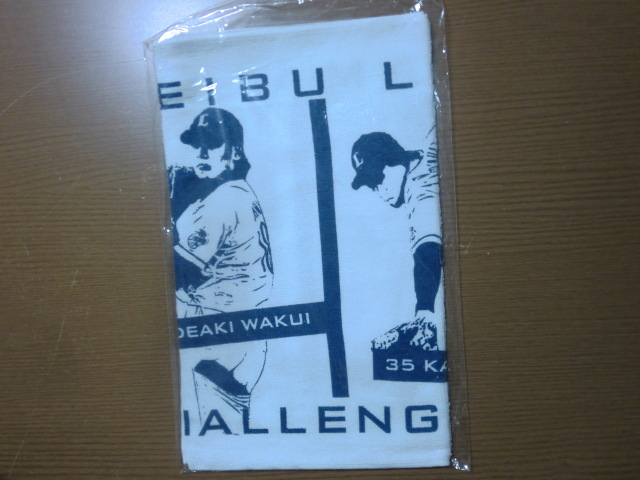 EIBU L
L
L
DEAKI WAKUI
35 KA
HALLENG